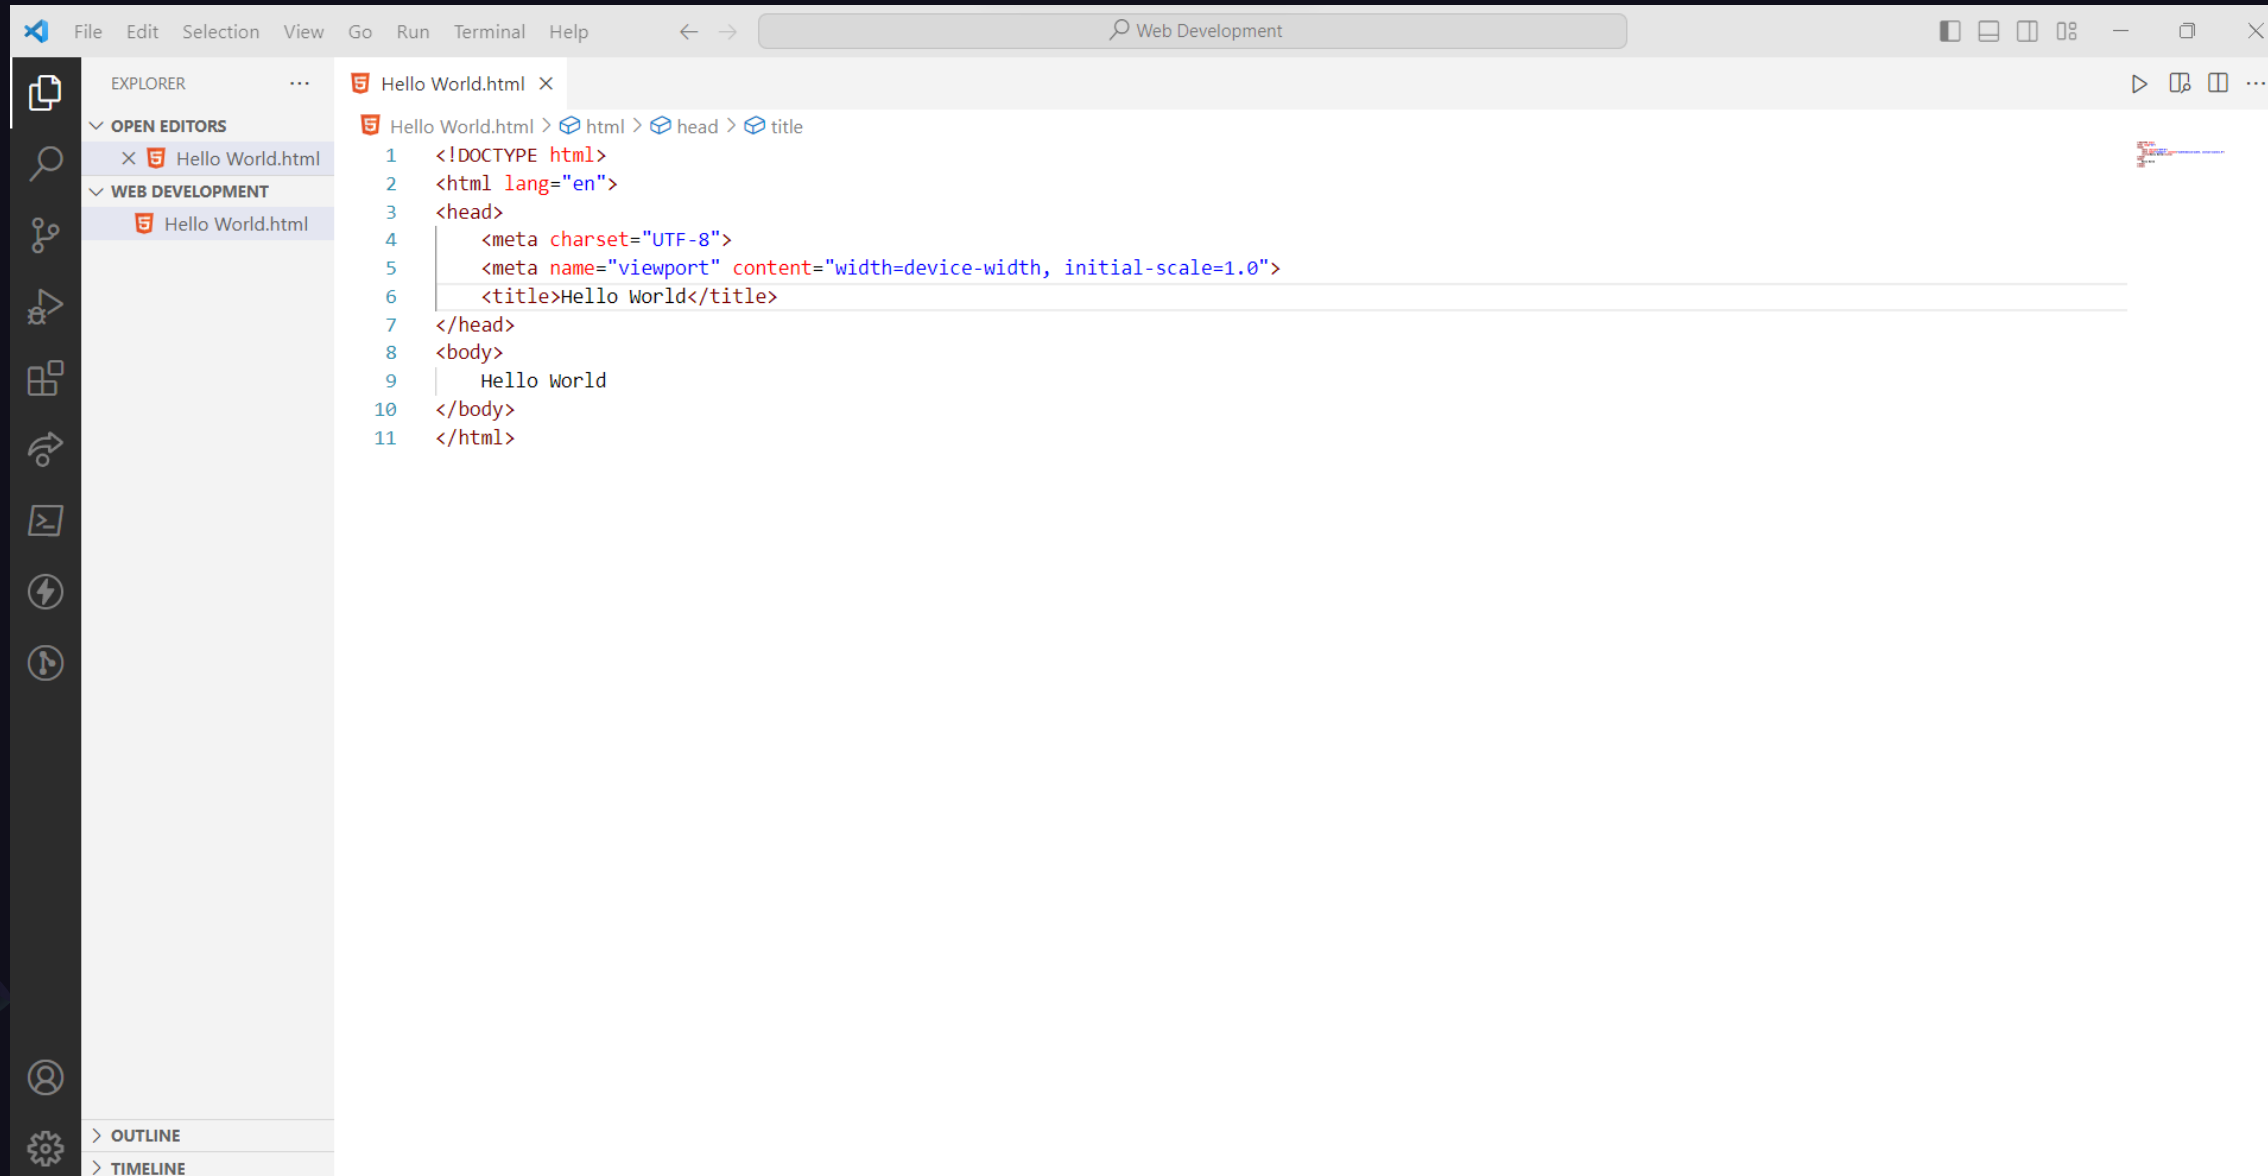 File Edit Selection View Go Run Terminal Help Web Development
EXPLORER
OPEN EDITORS
Hello World.html
WEB DEVELOPMENT
Hello World.html
OUTLINE
TIMELINE
Hello World.html
Hello World.html > html > head > title
1 <!DOCTYPE html>
2 <html lang="en">
3 <head>
4     <meta charset="UTF-8">
5     <meta name="viewport" content="width=device-width, initial-scale=1.0">
6     <title>Hello World</title>
7 </head>
8 <body>
9     Hello World
10 </body>
11 </html>